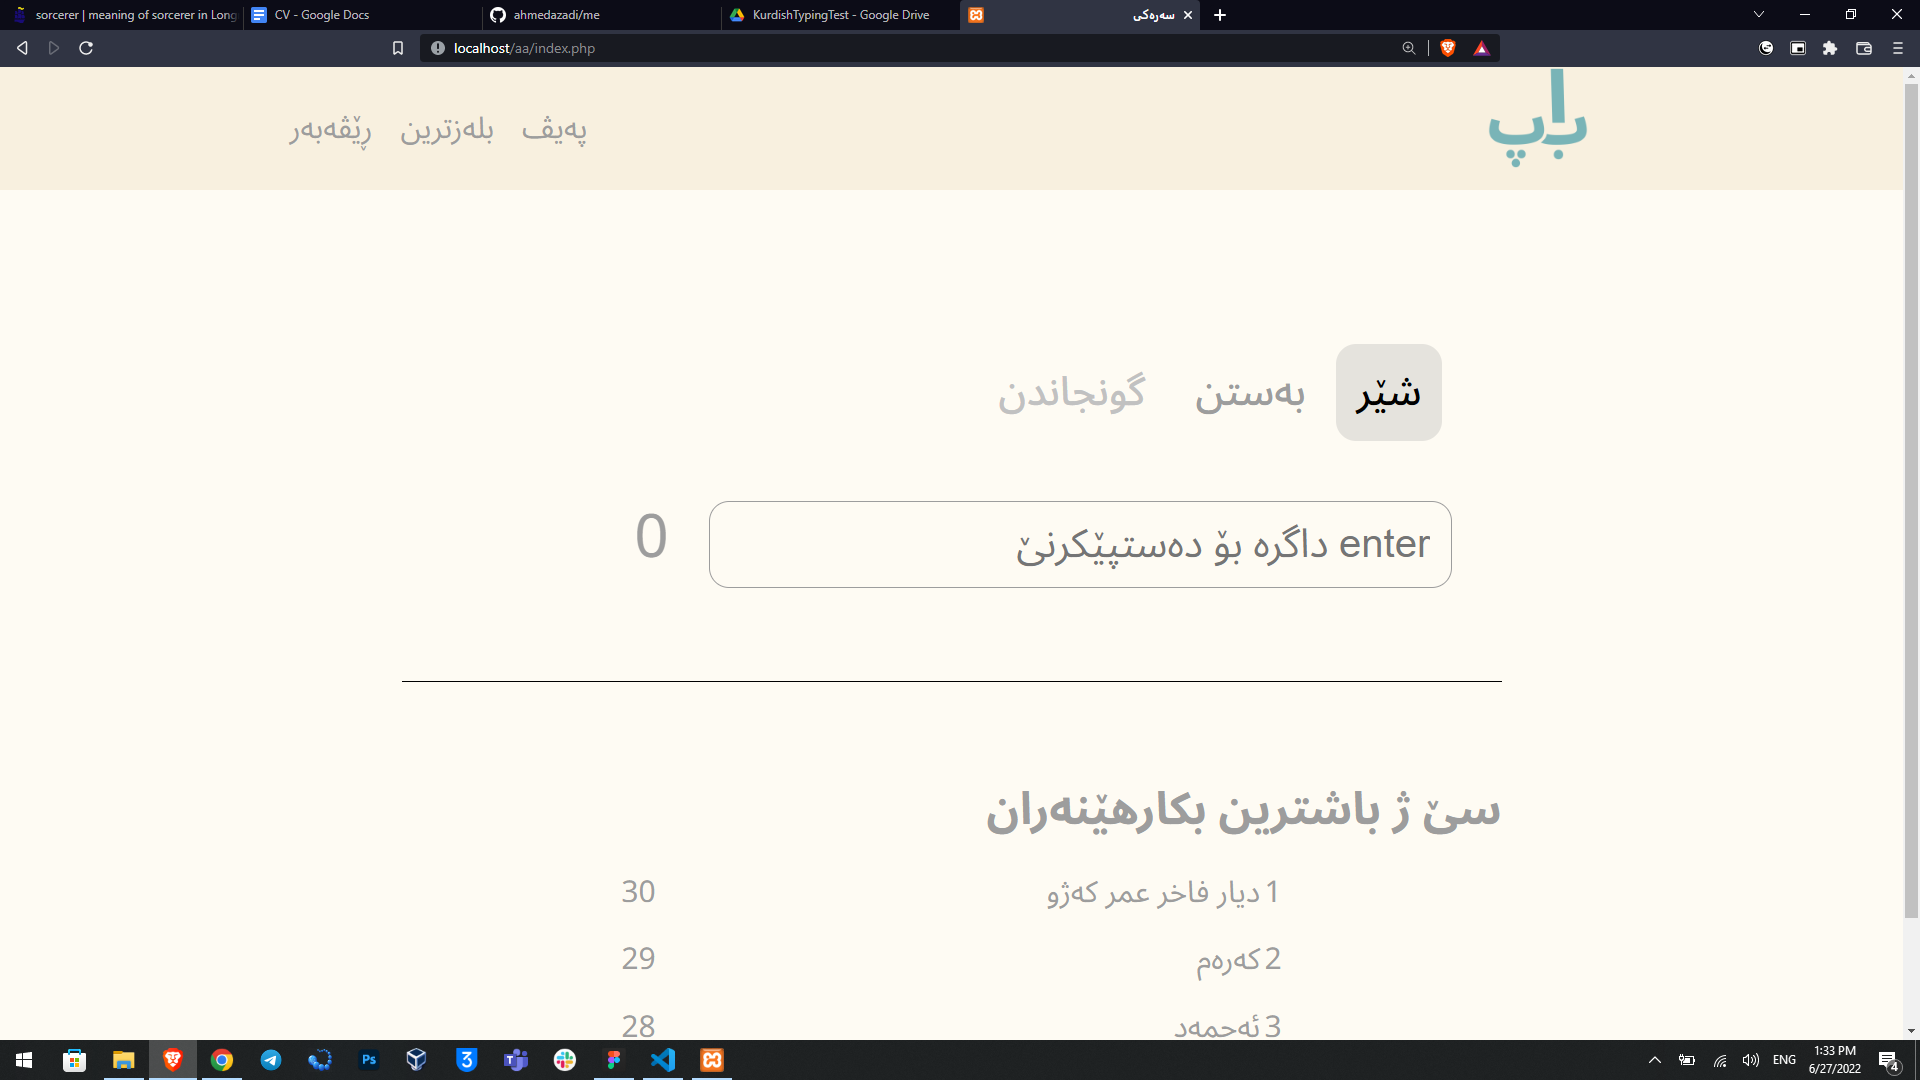 sorcerer | meaning of sorcerer in Long
CV - Google Docs
ahmedazadi/me
KurdishTypingTest - Google Drive
سەرەکی
localhost/aa/index.php
باپ
پەیڤ
بلەزترین
ڕێڤەبەر
شێر
بەستن
گونجاندن
enter داگرە بۆ دەستپێکرنێ
0
سێ ژ باشترین بکارهێنەران
1 دیار فاخر عمر کەژو
30
2 کەرەم
29
3 ئەحمەد
28
Ps
ENG
1:33 PM
6/27/2022
4